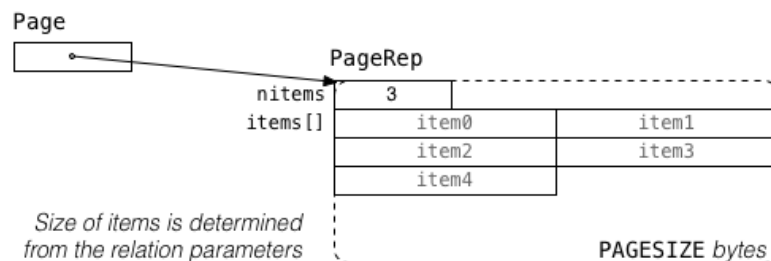 Page
PageRep
nitems 3
items[] item0 item1
item2 item3
item4
Size of items is determined
from the relation parameters
PAGESIZE bytes